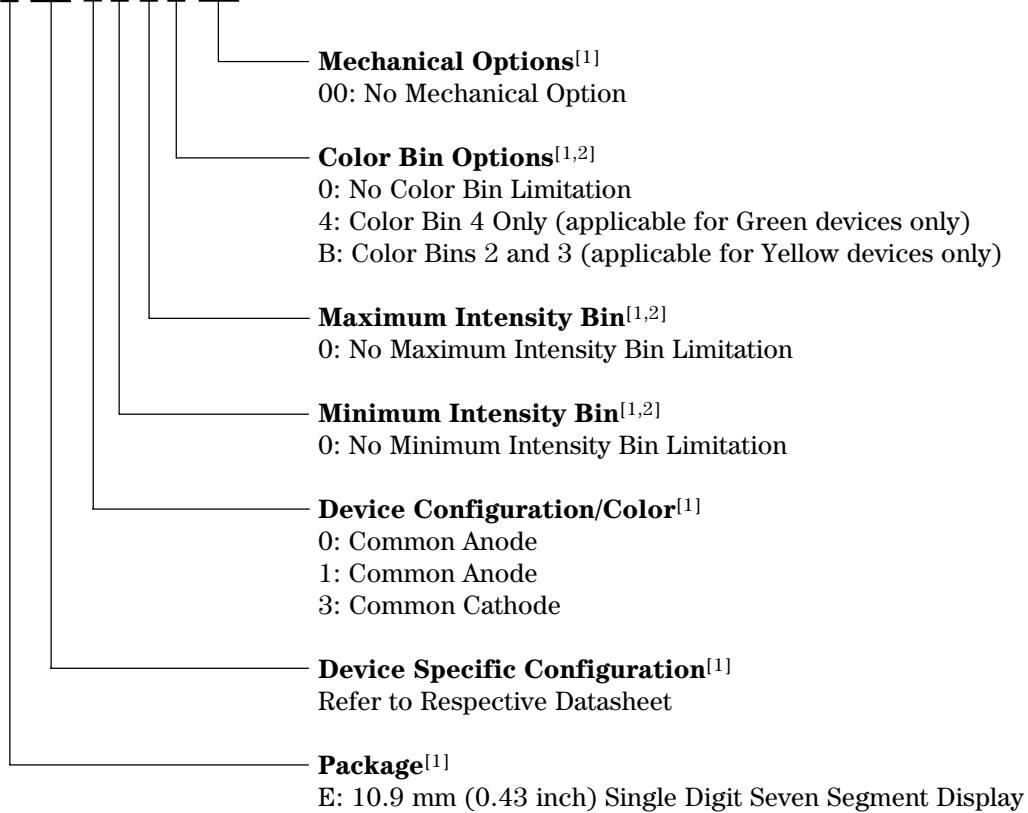 Mechanical Options[1]
00: No Mechanical Option
Color Bin Options[1,2]
0: No Color Bin Limitation
4: Color Bin 4 Only (applicable for Green devices only)
B: Color Bins 2 and 3 (applicable for Yellow devices only)
Maximum Intensity Bin[1,2]
0: No Maximum Intensity Bin Limitation
Minimum Intensity Bin[1,2]
0: No Minimum Intensity Bin Limitation
Device Configuration/Color[1]
0: Common Anode
1: Common Anode
3: Common Cathode
Device Specific Configuration[1]
Refer to Respective Datasheet
Package[1]
E: 10.9 mm (0.43 inch) Single Digit Seven Segment Display